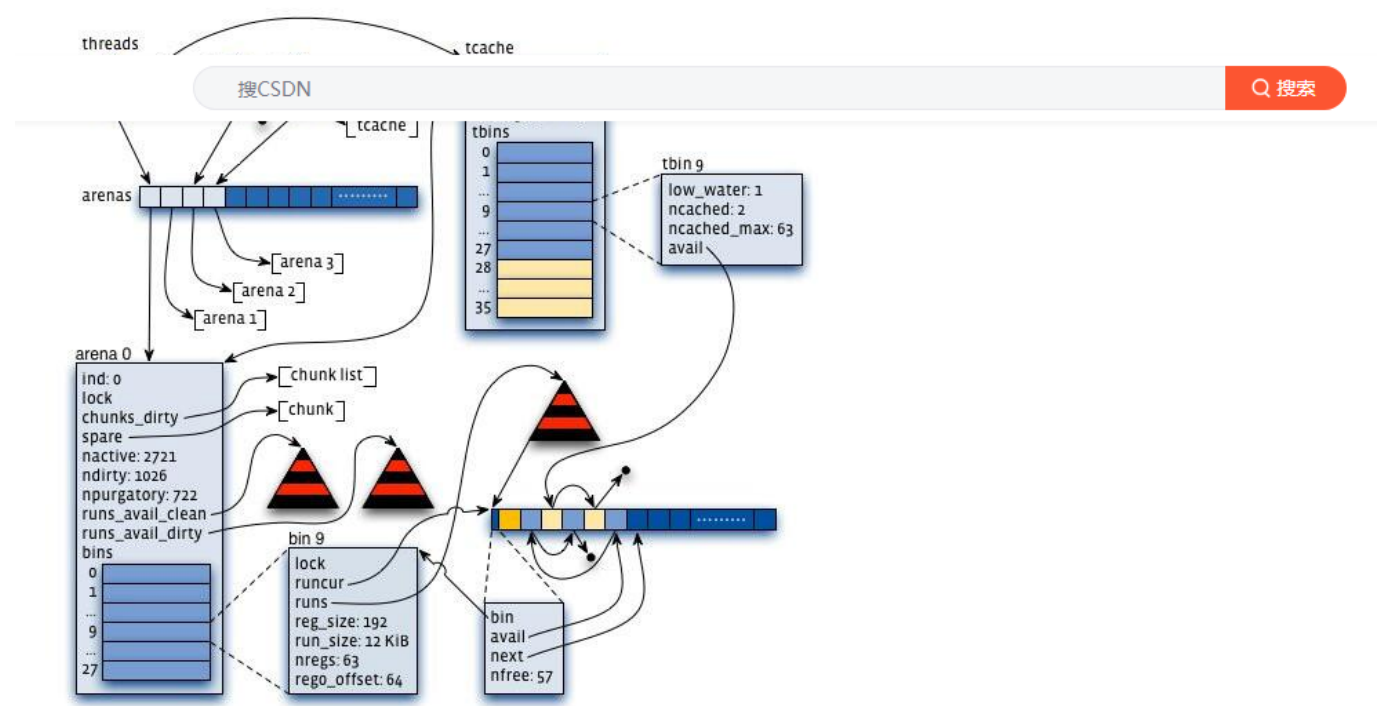 threads
tcache
搜CSDN
搜索
[tcache]
tbins
0
1
...
9
...
27
28
...
35
tbin 9
low_water: 1
ncached: 2
ncached_max: 63
avail
arenas
.........
[arena 3]
[arena 2]
[arena 1]
arena 0
ind: 0
lock
chunks_dirty
spare
nactive: 2721
ndirty: 1026
npurgatory: 722
runs_avail_clean
runs_avail_dirty
bins
0
1
...
9
...
27
[chunk list]
[chunk]
bin 9
lock
runcur
runs
reg_size: 192
run_size: 12 KiB
nregs: 63
reg0_offset: 64
.........
bin
avail
next
nfree: 57